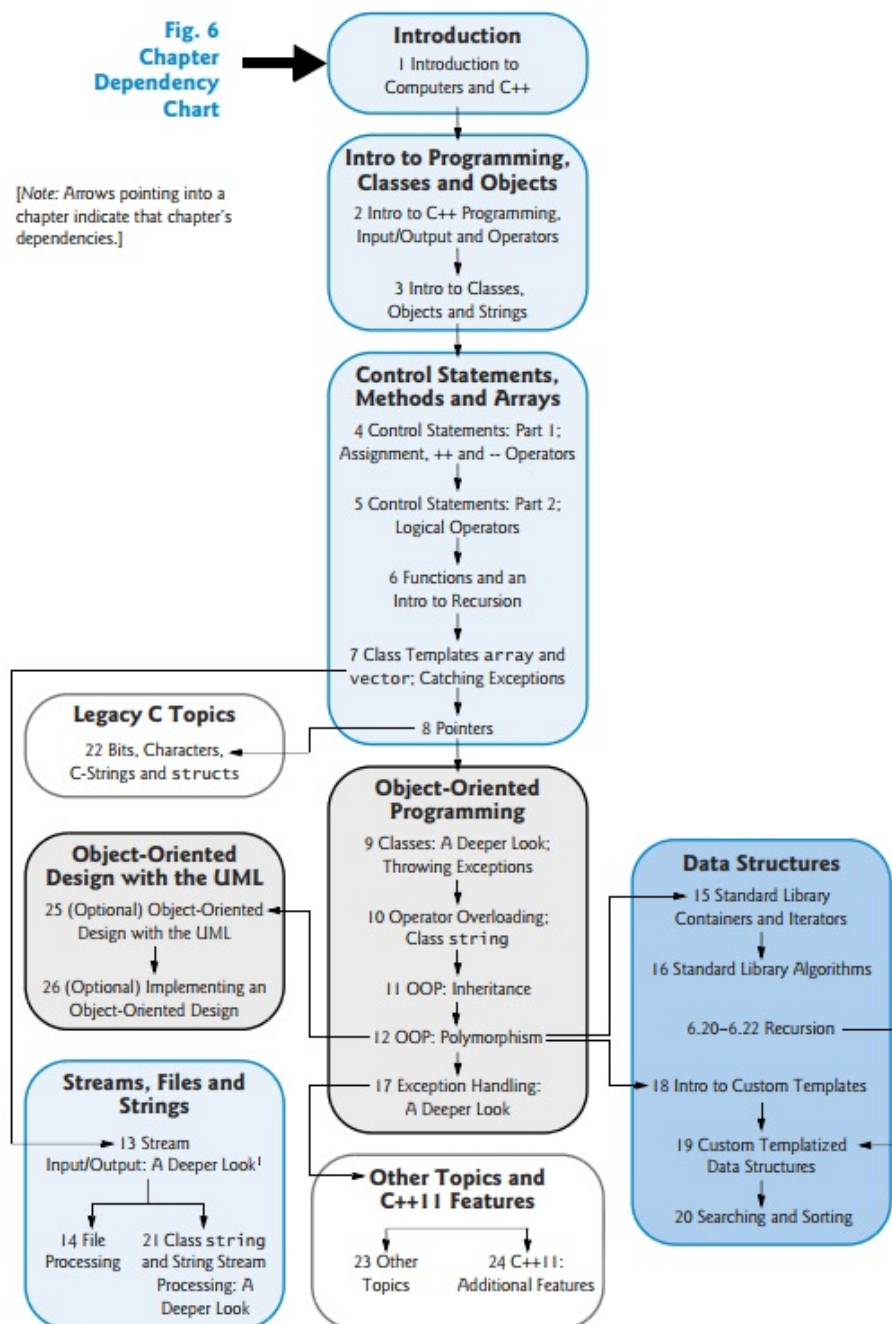 Fig. 6
Chapter
Dependency
Chart
[Note: Arrows pointing into a
chapter indicate that chapter's
dependencies.]
Introduction
1 Introduction to
Computers and C++
Intro to Programming,
Classes and Objects
2 Intro to C++ Programming,
Input/Output and Operators
3 Intro to Classes,
Objects and Strings
Control Statements,
Methods and Arrays
4 Control Statements: Part 1;
Assignment, ++ and -- Operators
5 Control Statements: Part 2;
Logical Operators
6 Functions and an
Intro to Recursion
7 Class Templates array and
vector; Catching Exceptions
8 Pointers
Legacy C Topics
22 Bits, Characters,
C-Strings and structs
Object-Oriented
Programming
9 Classes: A Deeper Look;
Throwing Exceptions
10 Operator Overloading;
Class string
11 OOP: Inheritance
12 OOP: Polymorphism
17 Exception Handling:
A Deeper Look
Object-Oriented
Design with the UML
25 (Optional) Object-Oriented
Design with the UML
26 (Optional) Implementing an
Object-Oriented Design
Data Structures
15 Standard Library
Containers and Iterators
16 Standard Library Algorithms
6.20–6.22 Recursion
18 Intro to Custom Templates
19 Custom Templatized
Data Structures
20 Searching and Sorting
Streams, Files and
Strings
13 Stream
Input/Output: A Deeper Look¹
14 File
Processing
21 Class string
and String Stream
Processing: A
Deeper Look
Other Topics and
C++11 Features
23 Other
Topics
24 C++11:
Additional Features